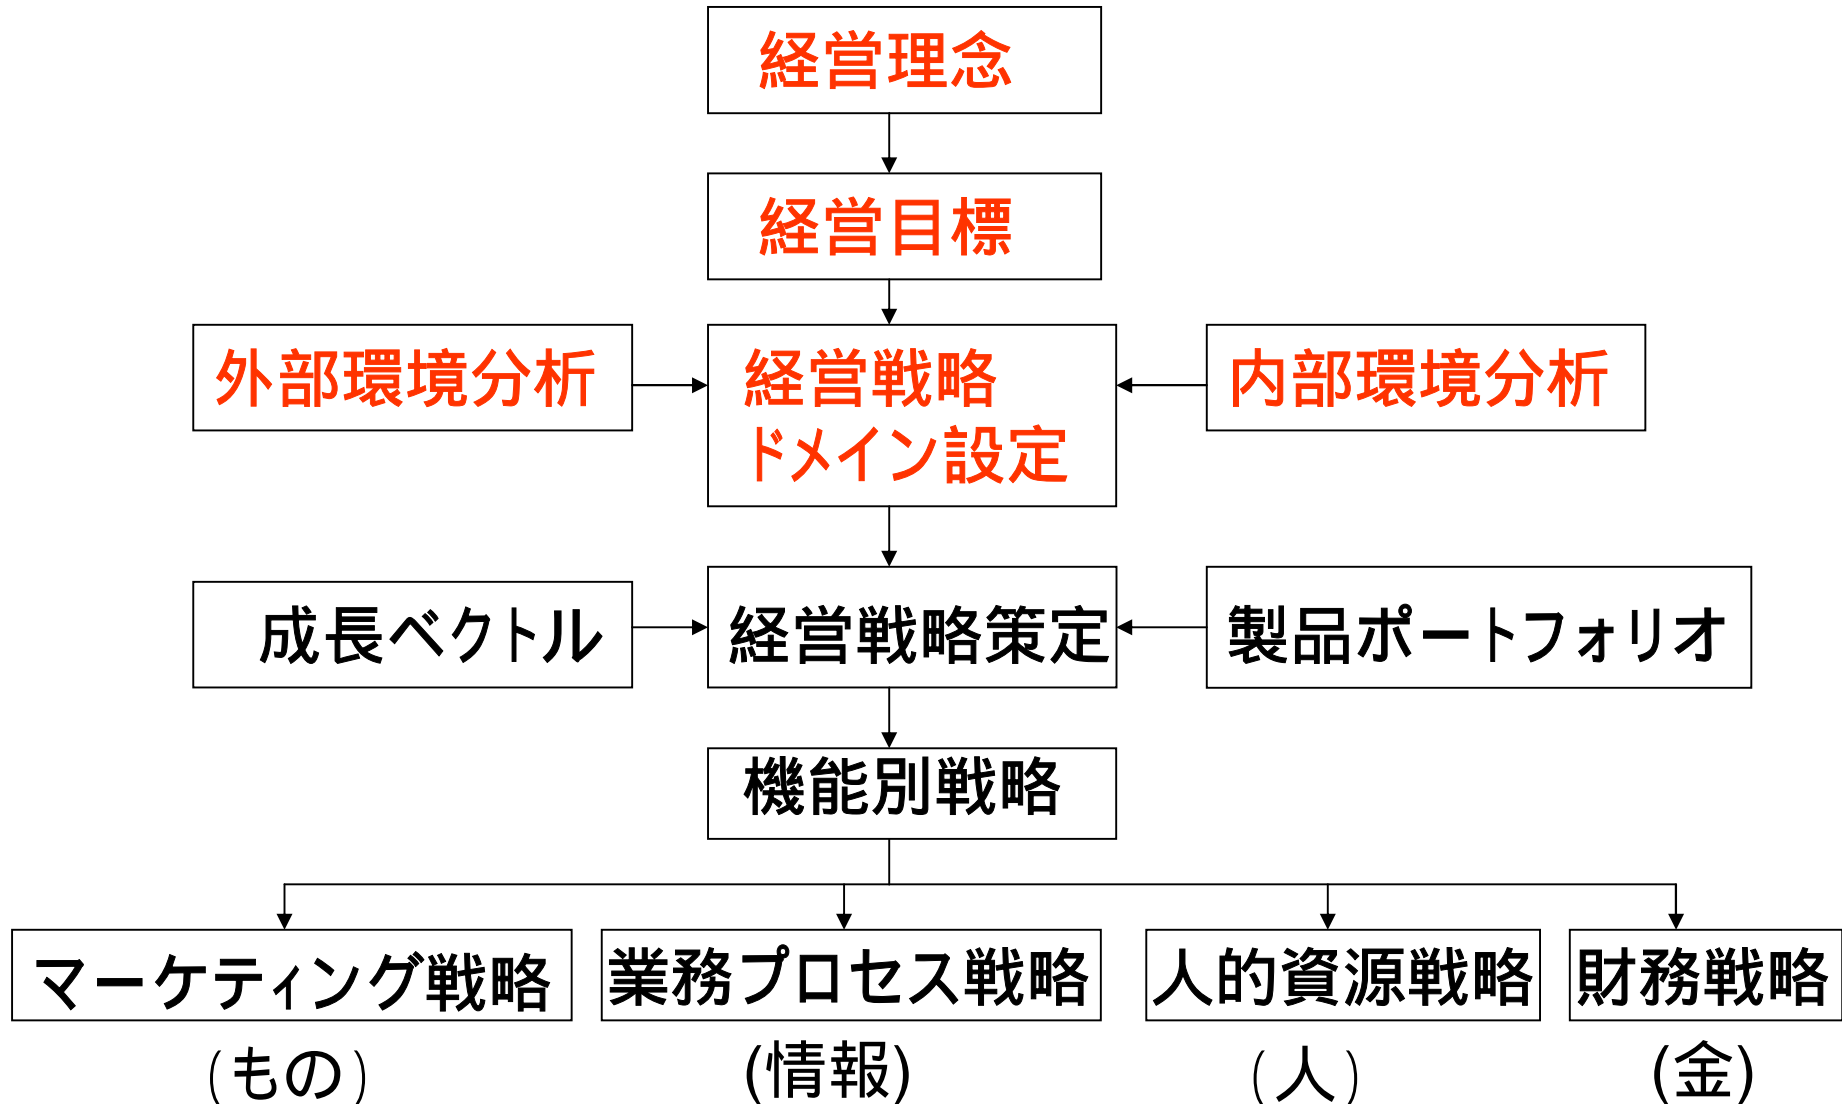 経営理念
経営目標
外部環境分析
経営戦略
ドメイン設定
内部環境分析
成長ベクトル
経営戦略策定
製品ポートフォリオ
機能別戦略
マーケティング戦略
業務プロセス戦略
人的資源戦略
財務戦略
（もの）
(情報)
（人）
(金)